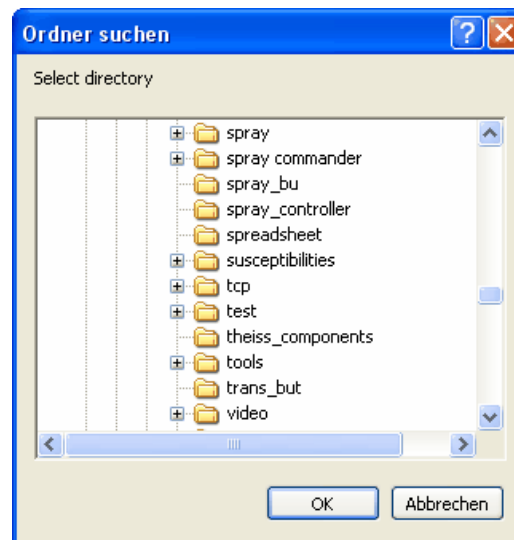 Ordner suchen
Select directory
spray
spray commander
spray_bu
spray_controller
spreadsheet
susceptibilities
tcp
test
theiss_components
tools
trans_but
video
OK Abbrechen